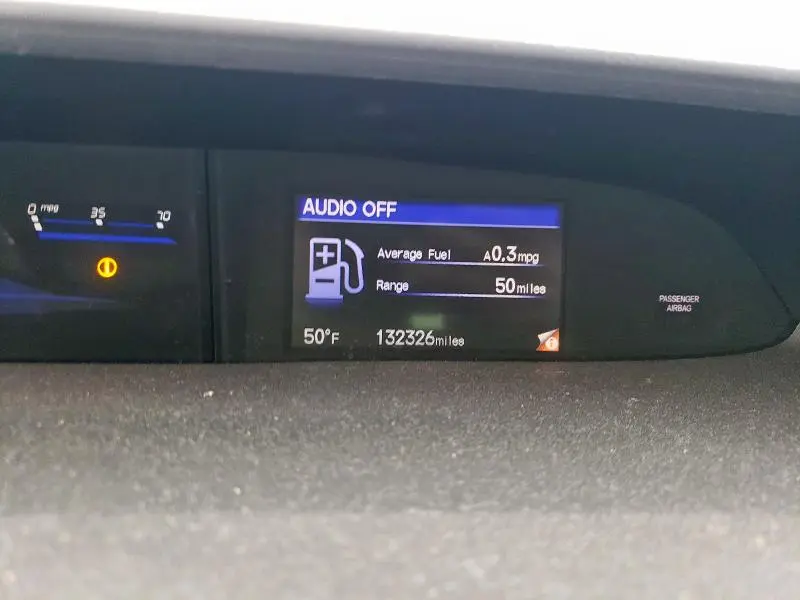 0 mpg 35 70
AUDIO OFF
Average Fuel A0.3mpg
Range 50miles
50°F 132326miles
PASSENGER
AIRBAG